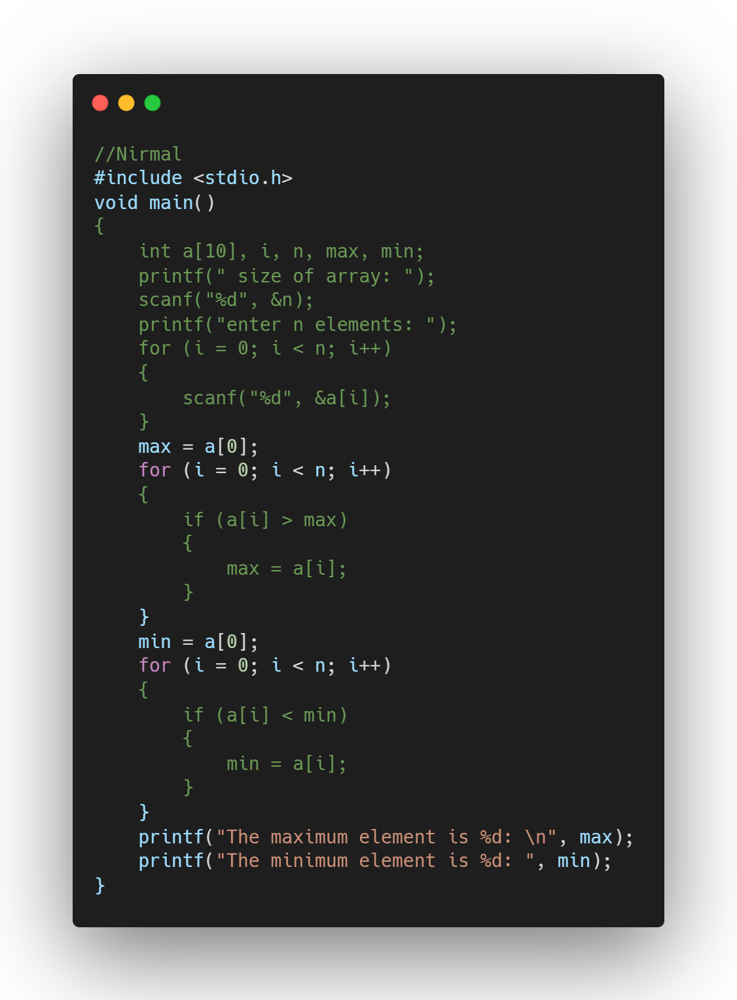 //Nirmal
#include <stdio.h>
void main()
{
    int a[10], i, n, max, min;
    printf(" size of array: ");
    scanf("%d", &n);
    printf("enter n elements: ");
    for (i = 0; i < n; i++)
    {
        scanf("%d", &a[i]);
    }
    max = a[0];
    for (i = 0; i < n; i++)
    {
        if (a[i] > max)
        {
            max = a[i];
        }
    }
    min = a[0];
    for (i = 0; i < n; i++)
    {
        if (a[i] < min)
        {
            min = a[i];
        }
    }
    printf("The maximum element is %d: \n", max);
    printf("The minimum element is %d: ", min);
}